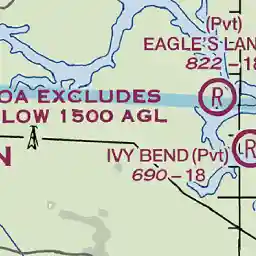 (Pvt)
EAGLE'S LAN
822 – 18
R
OA EXCLUDES
LOW 1500 AGL
R
N
IVY BEND (Pvt)
690 – 18